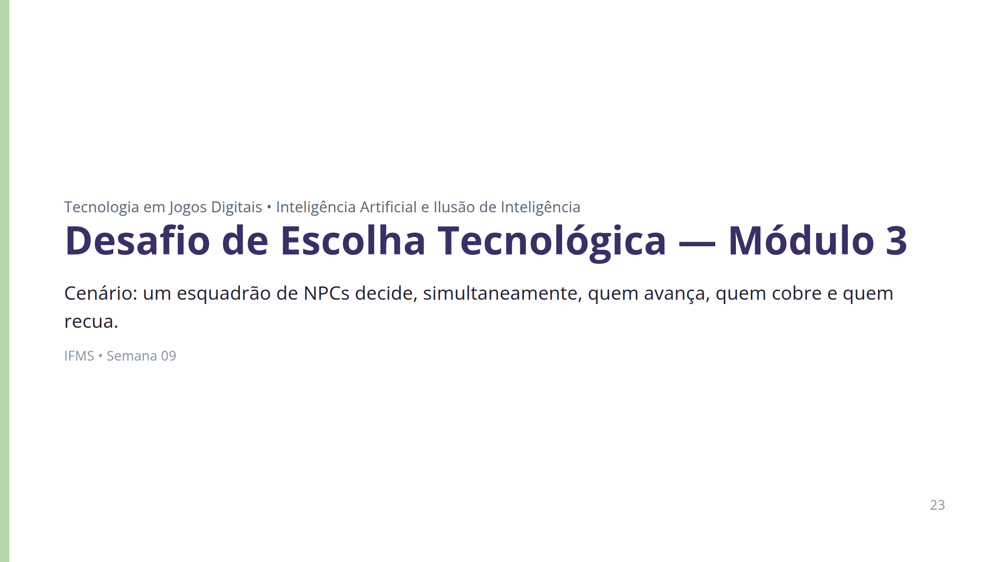 Tecnologia em Jogos Digitais • Inteligência Artificial e Ilusão de Inteligência
Desafio de Escolha Tecnológica — Módulo 3
Cenário: um esquadrão de NPCs decide, simultaneamente, quem avança, quem cobre e quem
recua.
IFMS • Semana 09
23